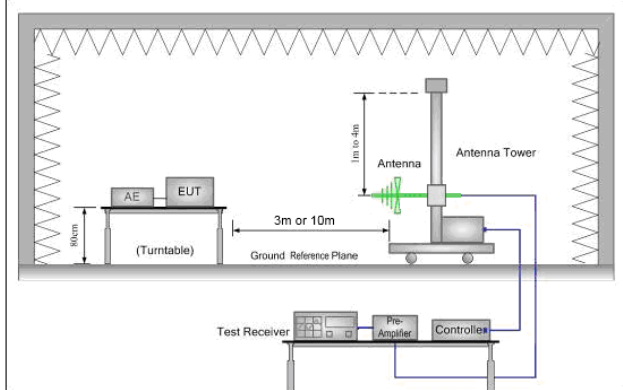 1m to 4m
Antenna
Antenna Tower
AE
EUT
80cm
(Turntable)
3m or 10m
Ground Reference Plane
Test Receiver
Pre-
Amplifier
Controller